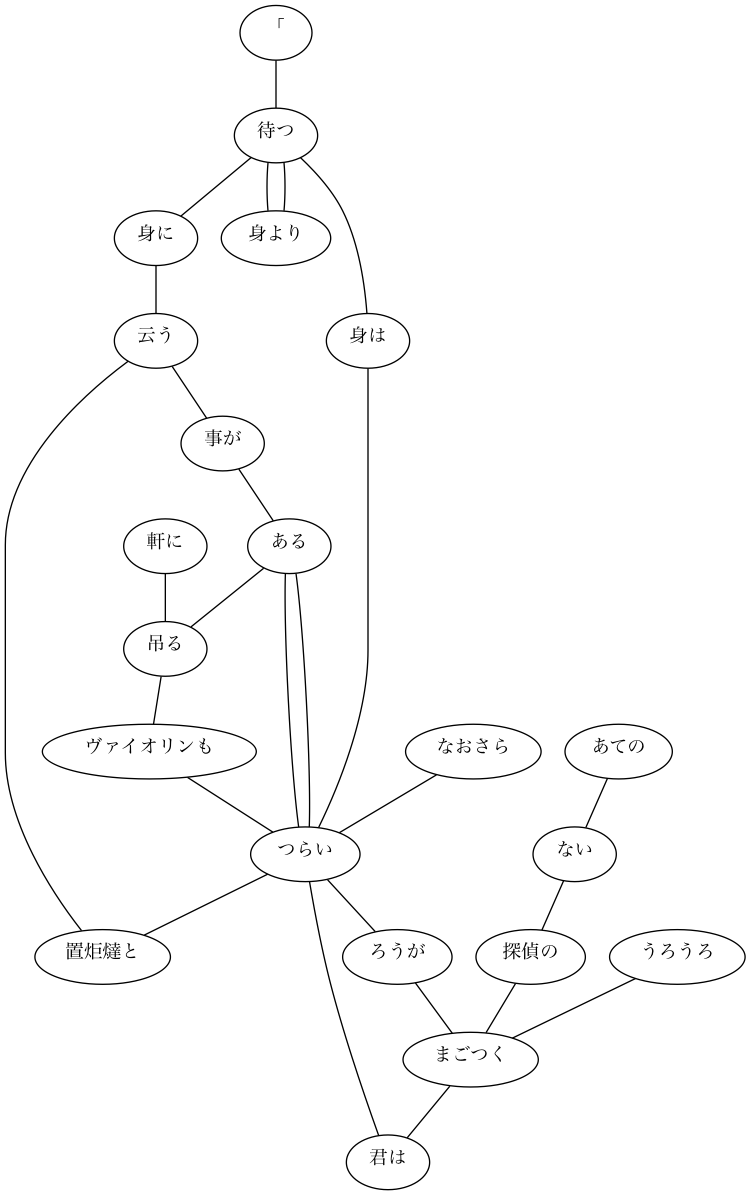 「
待つ
身に
身より
云う
身は
事が
軒に
ある
吊る
ヴァイオリンも
なおさら
あての
つらい
ない
置炬燵と
ろうが
探偵の
うろうろ
まごつく
君は